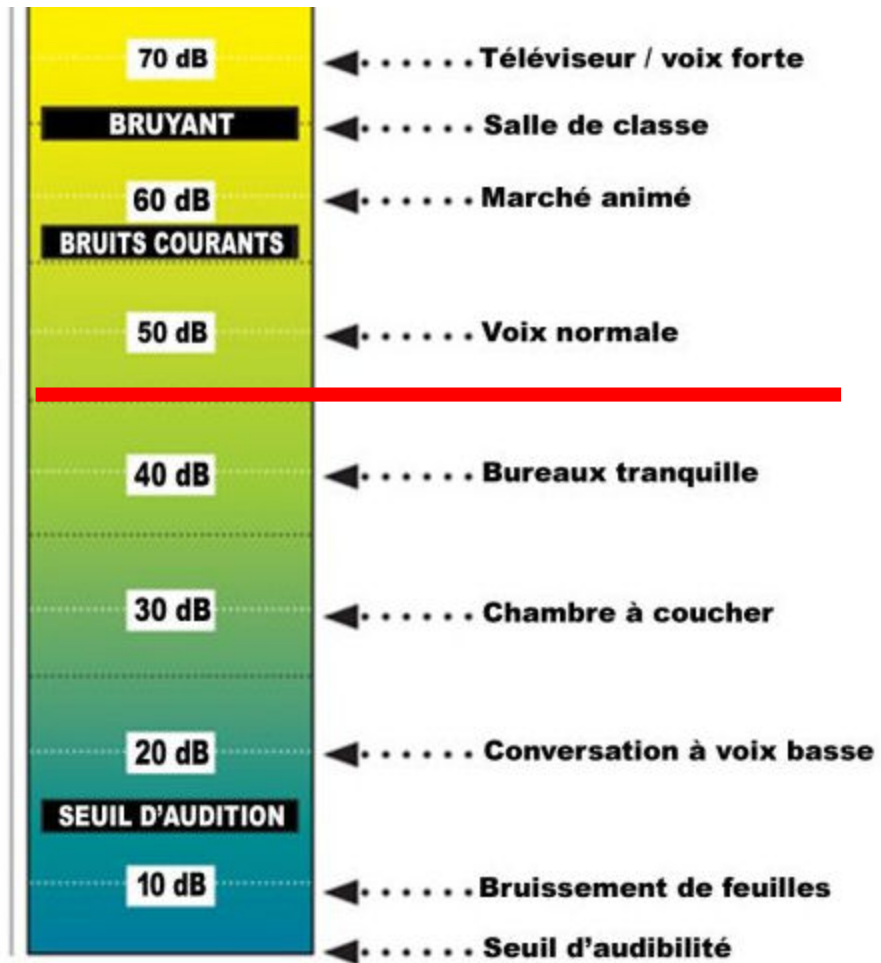 70 dB Téléviseur / voix forte
BRUYANT Salle de classe
60 dB Marché animé
BRUITS COURANTS
50 dB Voix normale
40 dB Bureaux tranquille
30 dB Chambre à coucher
20 dB Conversation à voix basse
SEUIL D'AUDITION
10 dB Bruissement de feuilles
Seuil d'audibilité